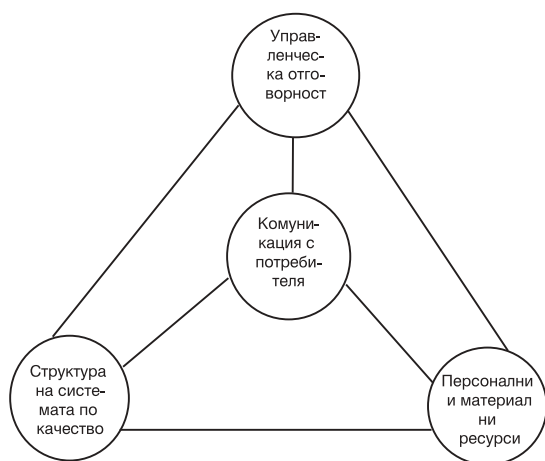 Управ-
ленчес-
ка отго-
ворност
Комуни-
кация с
потреби-
теля
Структура
на систе-
мата по
качество
Персонални
и материал
ни
ресурси